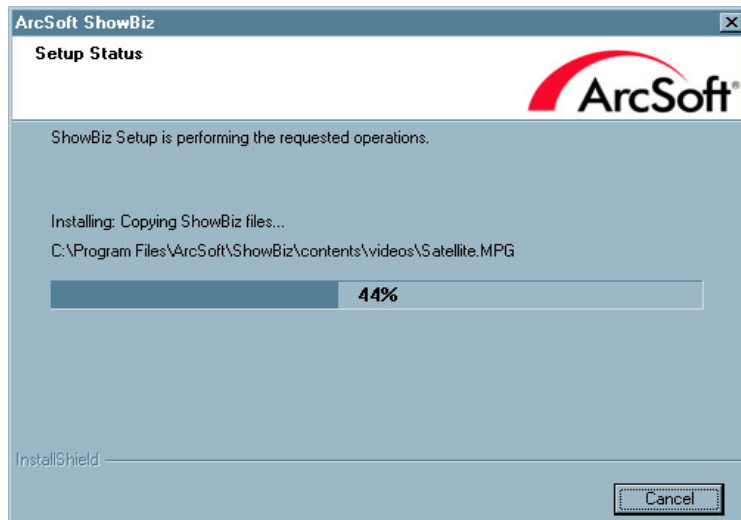 ArcSoft ShowBiz
Setup Status
ArcSoft®
ShowBiz Setup is performing the requested operations.
Installing: Copying ShowBiz files...
C:\Program Files\ArcSoft\ShowBiz\contents\videos\Satellite.MPG
44%
InstallShield
Cancel